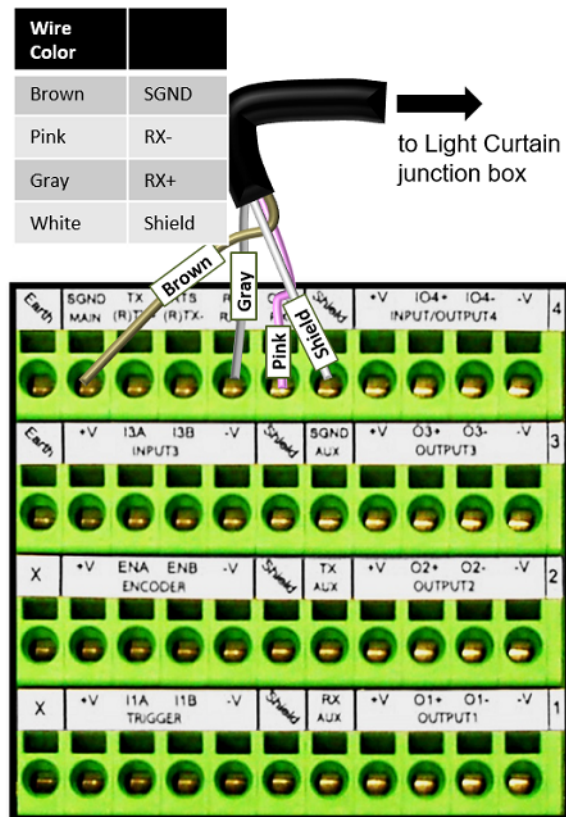 Wire
Color
Brown SGND
Pink RX-
Gray RX+
White Shield
to Light Curtain
junction box
Brown
Gray
Pink
Shield
Earth SGND TX Shield +V IO4+ IO4- -V 4
MAIN INPUT/OUTPUT4
Earth +V I3A I3B -V Shield SGND +V O3+ O3- -V 3
INPUT3 AUX OUTPUT3
X +V ENA ENB -V Shield TX +V O2+ O2- -V 2
ENCODER AUX OUTPUT2
X +V I1A I1B -V Shield RX +V O1+ O1- -V 1
TRIGGER AUX OUTPUT1